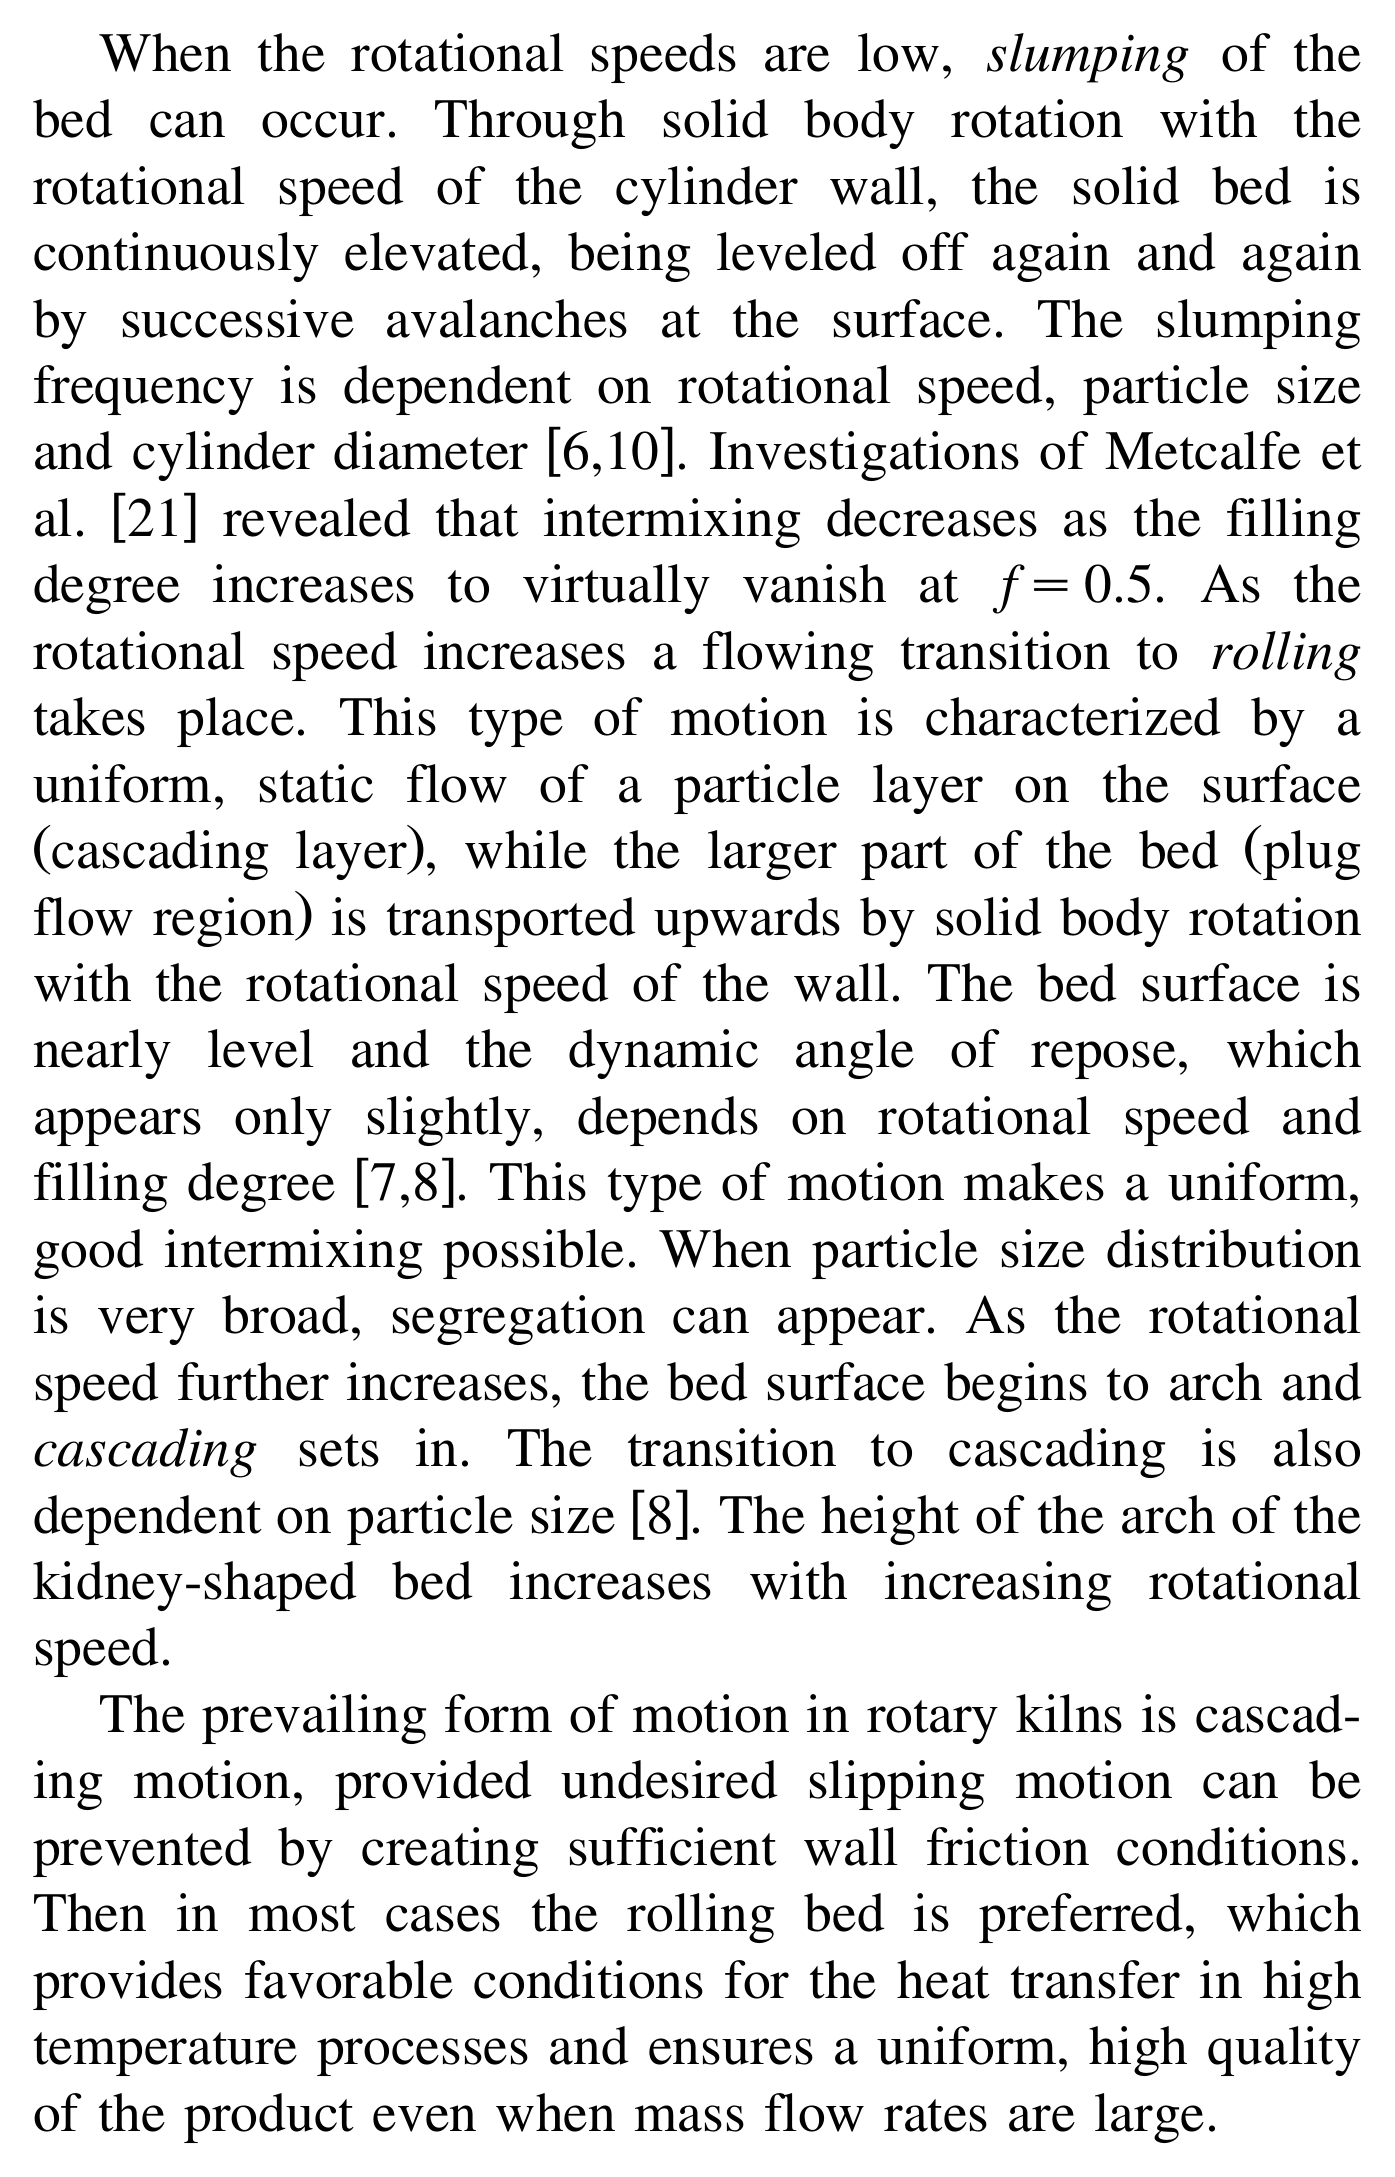 When the rotational speeds are low, slumping of the
bed can occur. Through solid body rotation with the
rotational speed of the cylinder wall, the solid bed is
continuously elevated, being leveled off again and again
by successive avalanches at the surface. The slumping
frequency is dependent on rotational speed, particle size
and cylinder diameter [6,10]. Investigations of Metcalfe et
al. [21] revealed that intermixing decreases as the filling
degree increases to virtually vanish at f = 0.5. As the
rotational speed increases a flowing transition to rolling
takes place. This type of motion is characterized by a
uniform, static flow of a particle layer on the surface
(cascading layer), while the larger part of the bed (plug
flow region) is transported upwards by solid body rotation
with the rotational speed of the wall. The bed surface is
nearly level and the dynamic angle of repose, which
appears only slightly, depends on rotational speed and
filling degree [7,8]. This type of motion makes a uniform,
good intermixing possible. When particle size distribution
is very broad, segregation can appear. As the rotational
speed further increases, the bed surface begins to arch and
cascading sets in. The transition to cascading is also
dependent on particle size [8]. The height of the arch of the
kidney-shaped bed increases with increasing rotational
speed.
The prevailing form of motion in rotary kilns is cascad-
ing motion, provided undesired slipping motion can be
prevented by creating sufficient wall friction conditions.
Then in most cases the rolling bed is preferred, which
provides favorable conditions for the heat transfer in high
temperature processes and ensures a uniform, high quality
of the product even when mass flow rates are large.